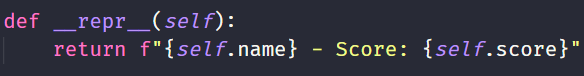 def __repr__(self):
    return f"{self.name} - Score: {self.score}"